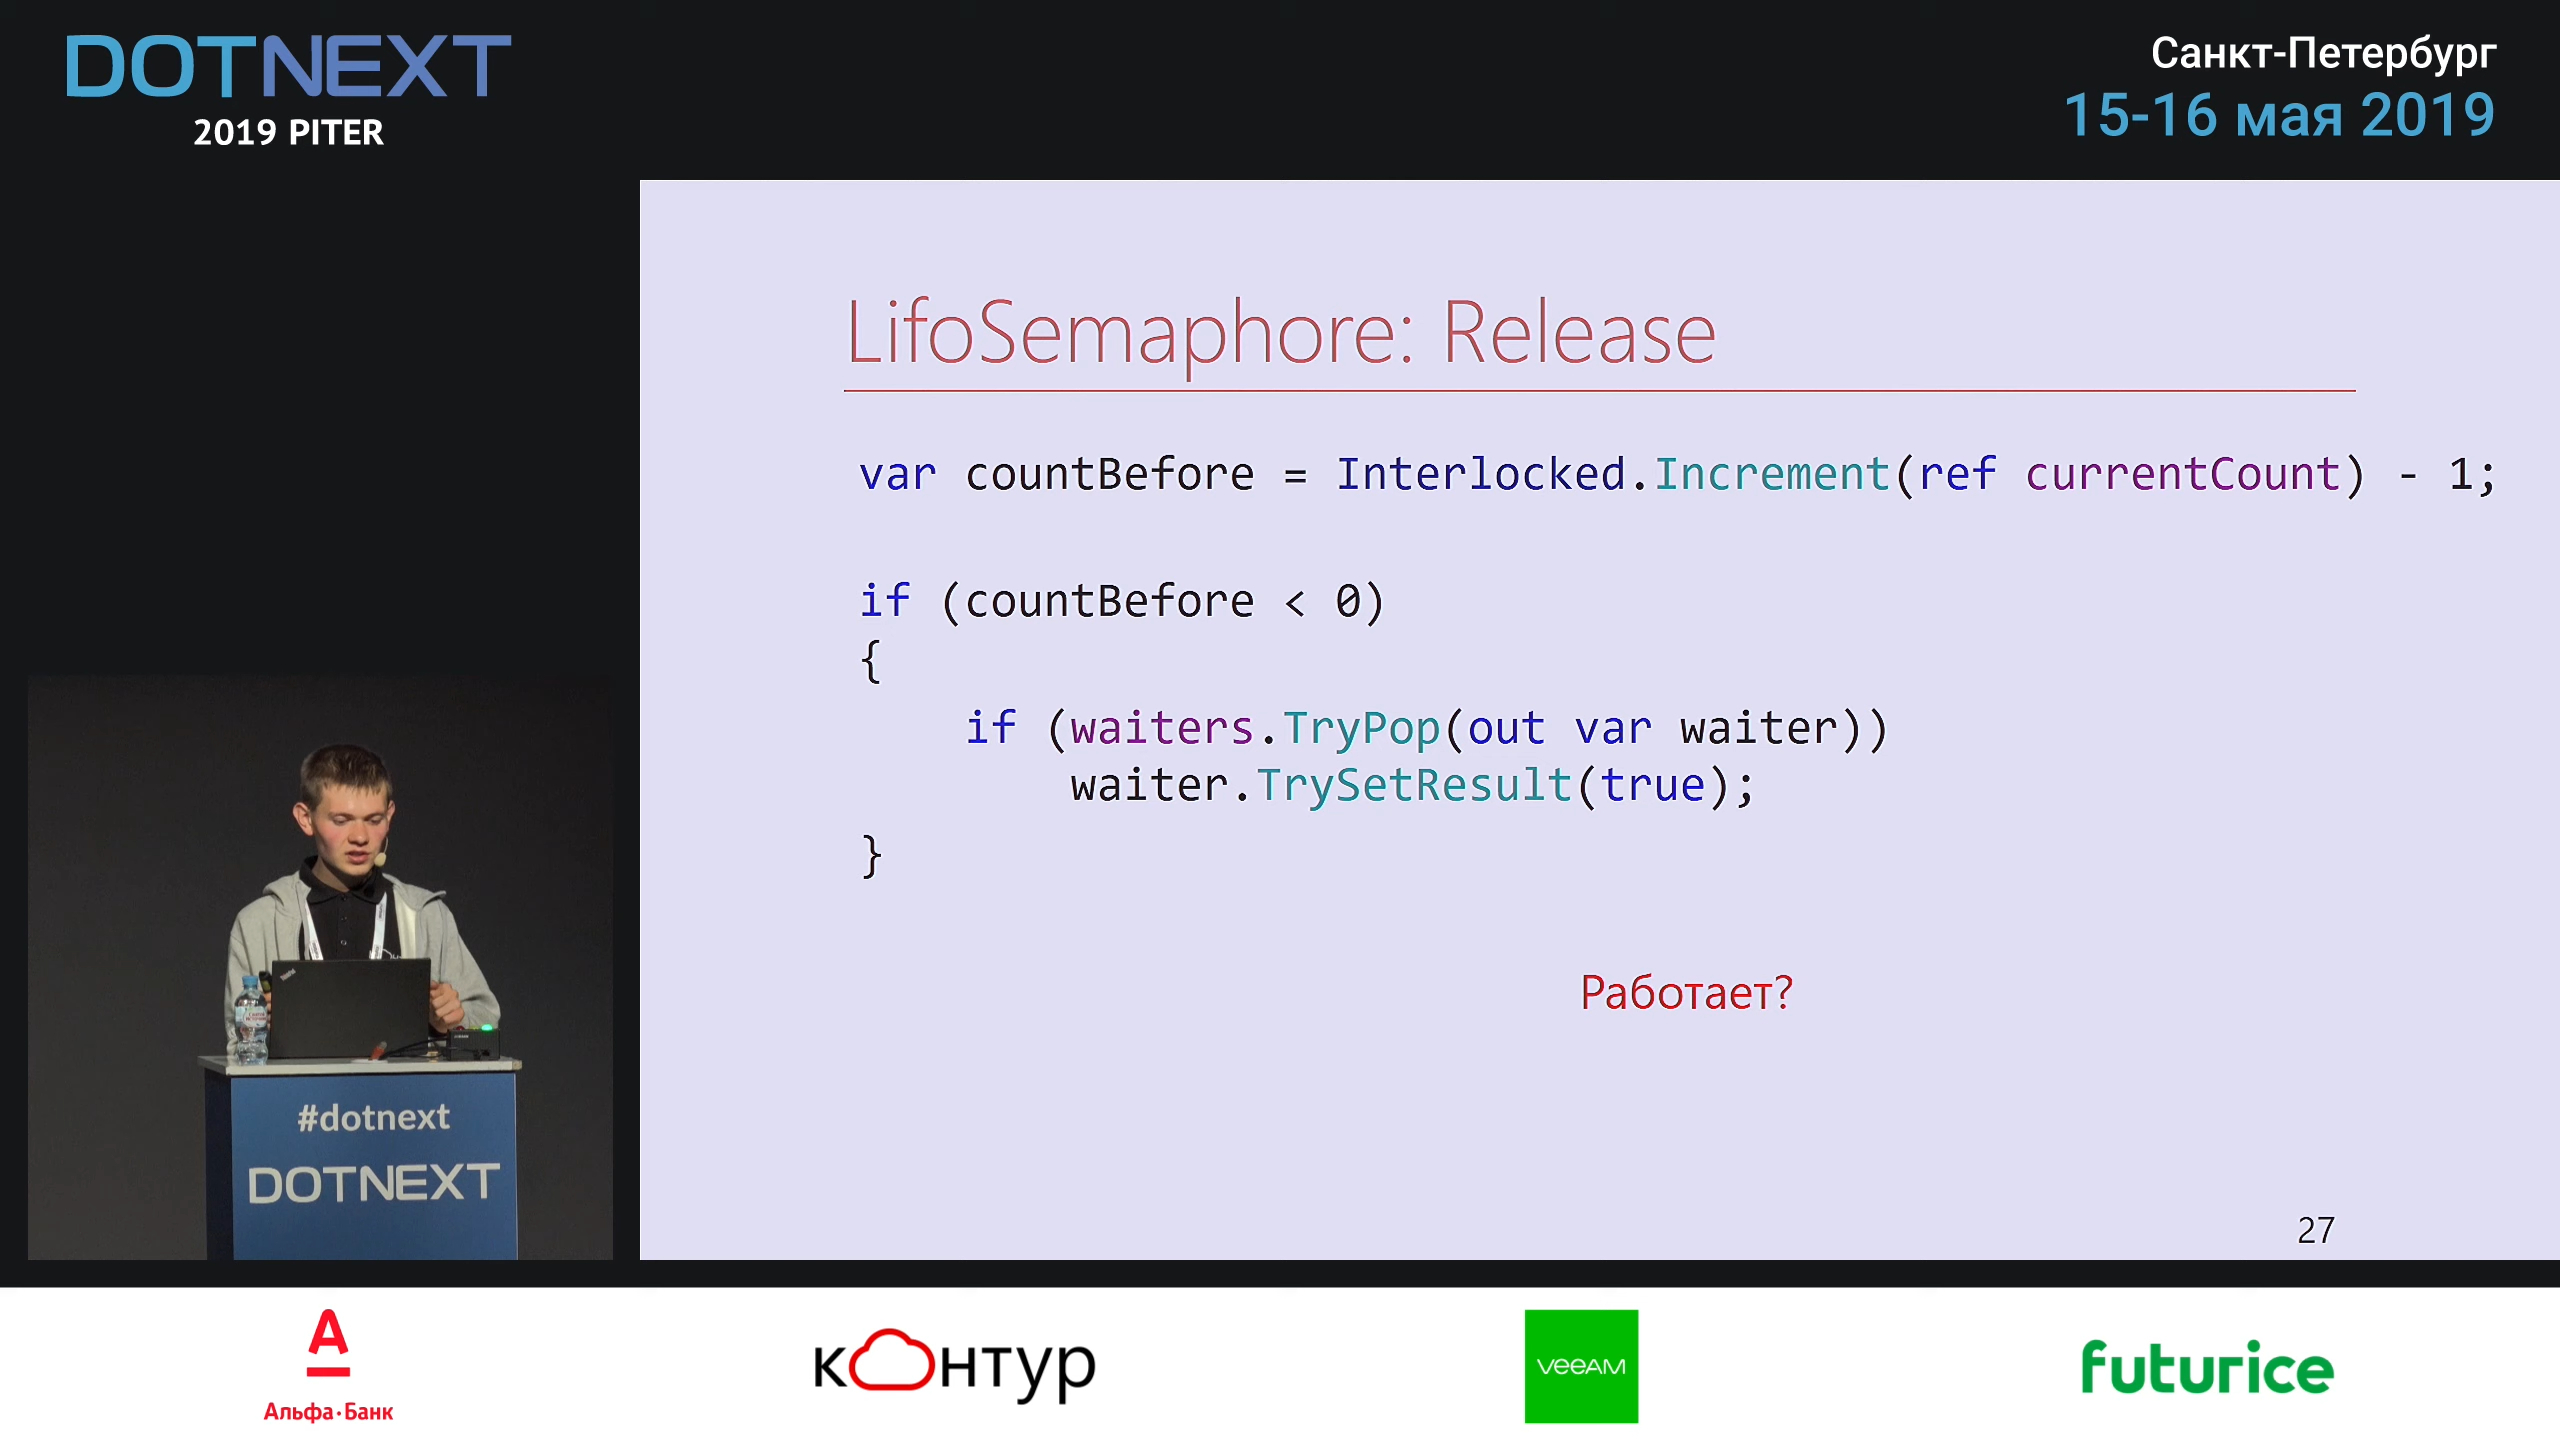 DOTNEXT
2019 PITER
Санкт-Петербург
15-16 мая 2019
LifoSemaphore: Release
var countBefore = Interlocked.Increment(ref currentCount) - 1;
if (countBefore < 0)
{
if (waiters.TryPop(out var waiter))
waiter.TrySetResult(true);
}
Работает?
27
#dotnext
DOTNEXT
А
Альфа·Банк
контур
veeAM
futurice